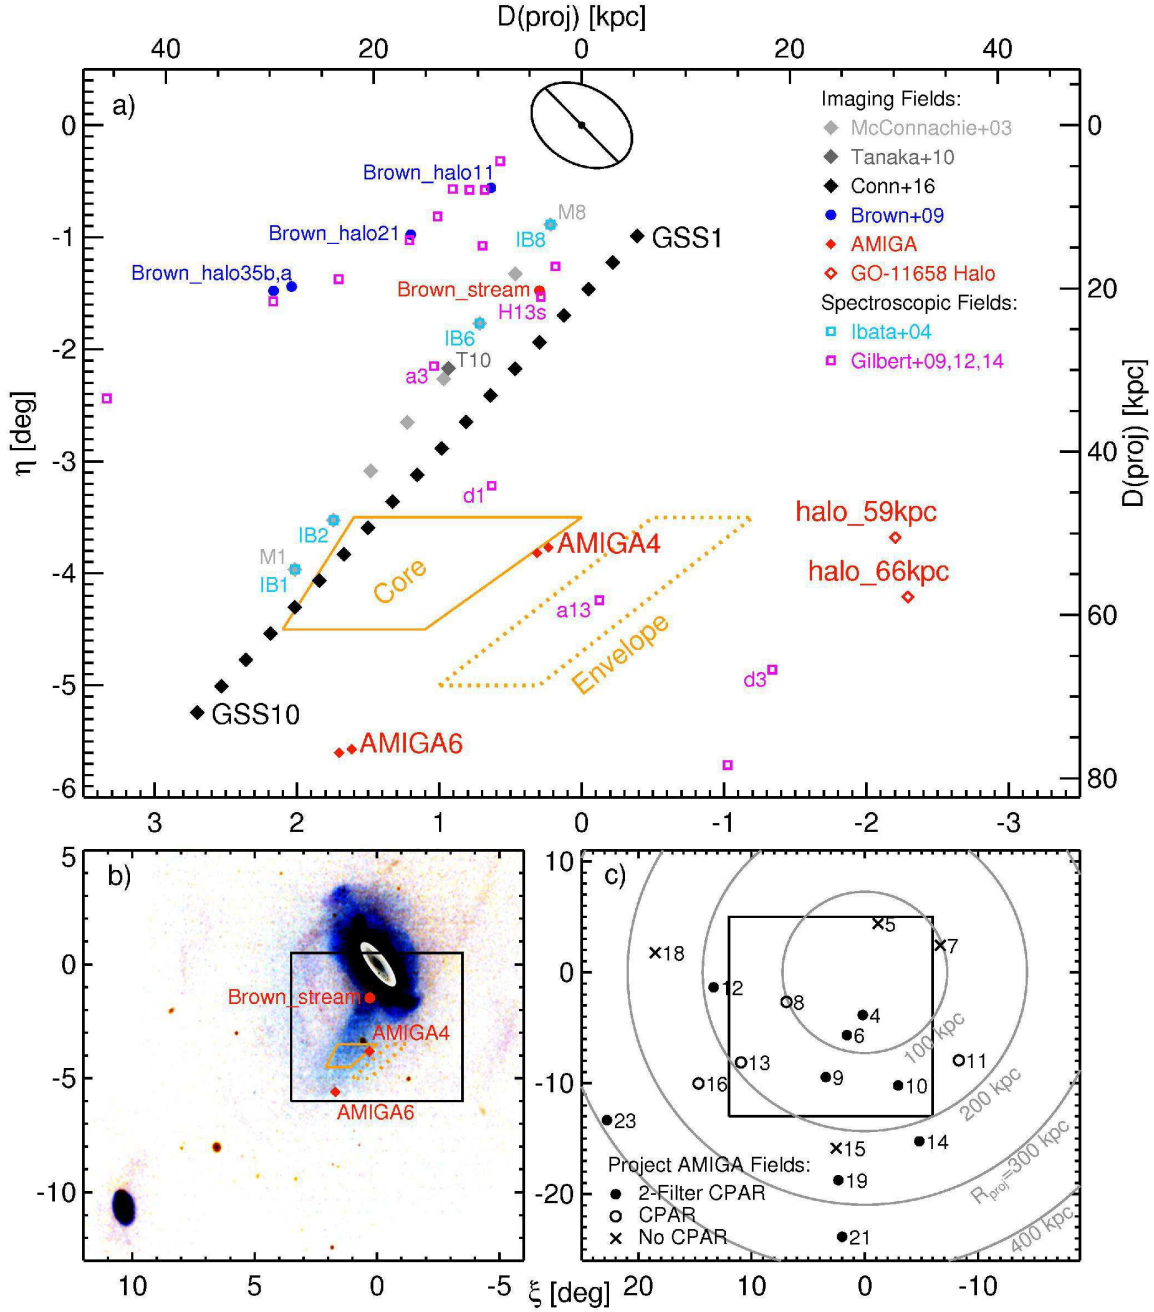 D(proj) [kpc]
40 20 0 20 40
a)
Imaging Fields:
McConnachie+03
Tanaka+10
Conn+16
Brown+09
AMIGA
GO-11658 Halo
Spectroscopic Fields:
Ibata+04
Gilbert+09,12,14
Brown_halo11
Brown_halo21
Brown_halo35b,a
M8
IB8
GSS1
Brown_stream
H13s
IB6
T10
a3
d1
IB2
M1
IB1
Core
AMIGA4
a13
Envelope
halo_59kpc
halo_66kpc
d3
GSS10
AMIGA6
η [deg]
0
-1
-2
-3
-4
-5
-6
D(proj) [kpc]
0
20
40
60
80
3 2 1 0 -1 -2 -3
b)
5
0
-5
-10
Brown_stream
AMIGA4
AMIGA6
10 5 0 -5
ξ [deg]
c)
10
0
-10
-20
5
7
18
12
8
4
6
100 kpc
13
11
16
9
10
200 kpc
23
14
15
R_proj=300 kpc
19
21
400 kpc
Project AMIGA Fields:
2-Filter CPAR
CPAR
No CPAR
20 10 0 -10